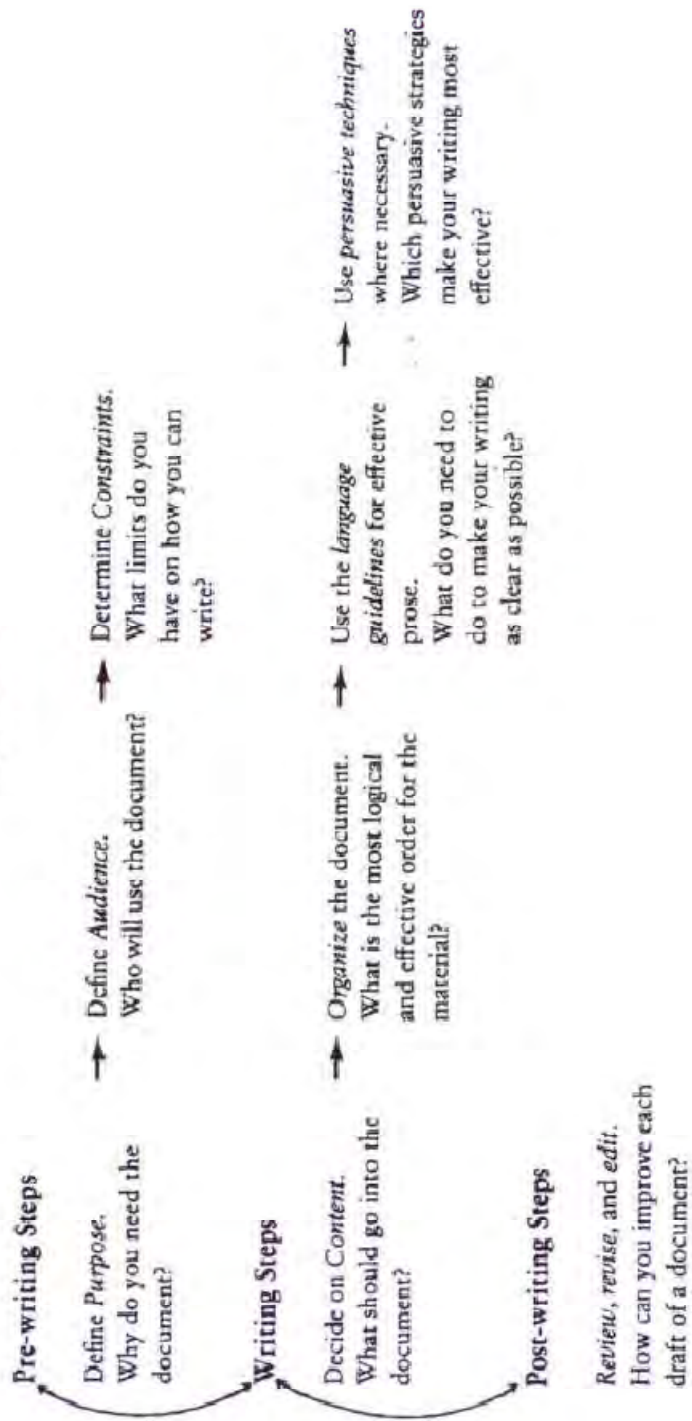 Pre-writing Steps
Define Purpose.
Why do you need the
document?
→ Define Audience.
Who will use the document?
→ Determine Constraints.
What limits do you
have on how you can
write?
Writing Steps
Decide on Content.
What should go into the
document?
→ Organize the document.
What is the most logical
and effective order for the
material?
→ Use the language
guidelines for effective
prose.
What do you need to
do to make your writing
as clear as possible?
→ Use persuasive techniques
where necessary.
Which persuasive strategies
make your writing most
effective?
Post-writing Steps
Review, revise, and edit.
How can you improve each
draft of a document?